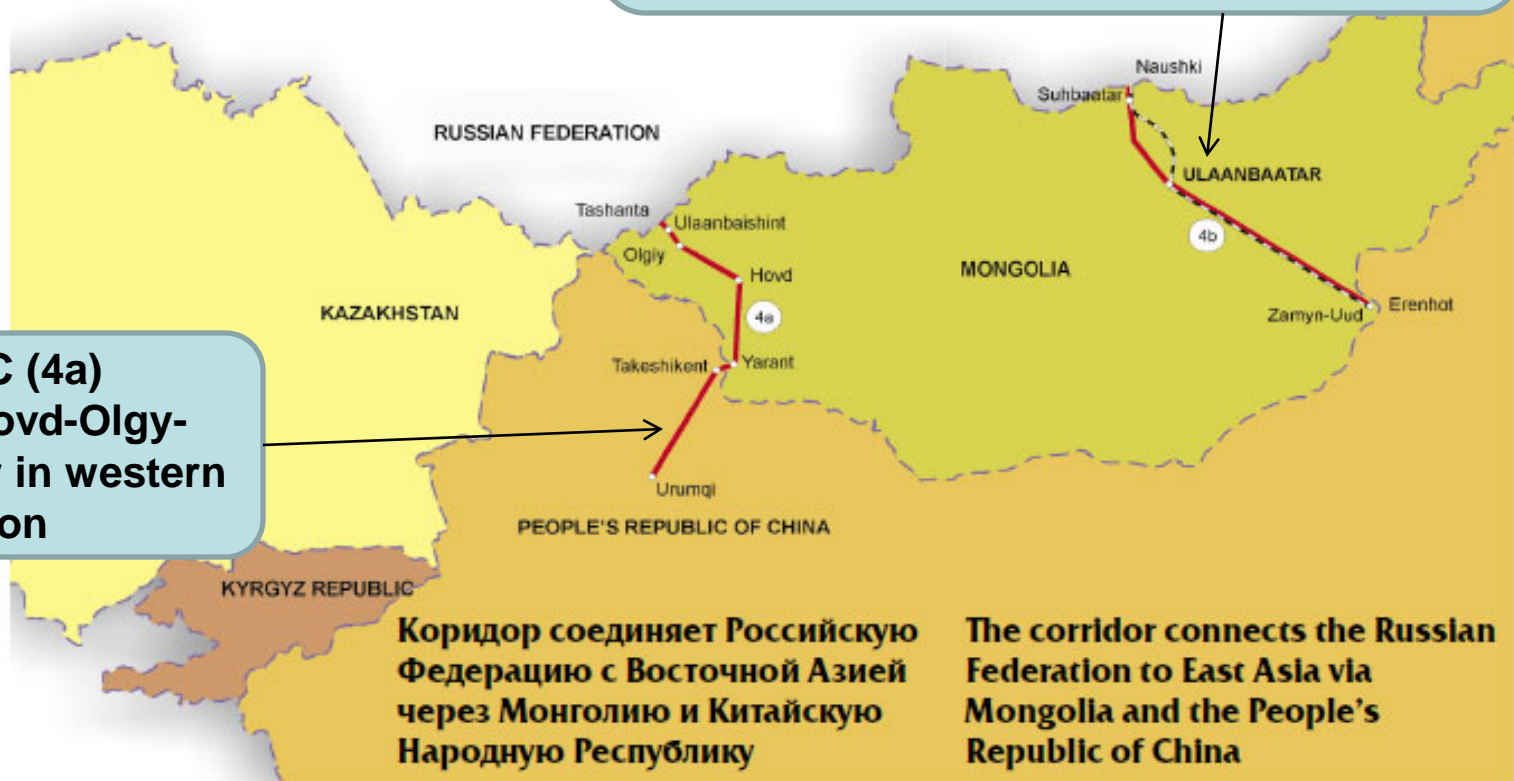 Naushki
Suhbaatar
RUSSIAN FEDERATION
ULAANBAATAR
Tashanta
Ulaanbaishint
4b
Olgiy
MONGOLIA
Hovd
KAZAKHSTAN
Erenhot
Zamyn-Uud
4a
C (4a)
Takeshikent
Yarant
ovd-Olgy-
in western
on
Urumqi
PEOPLE'S REPUBLIC OF CHINA
KYRGYZ REPUBLIC
Коридор соединяет Российскую
Федерацию с Восточной Азией
через Монголию и Китайскую
Народную Республику
The corridor connects the Russian
Federation to East Asia via
Mongolia and the People's
Republic of China